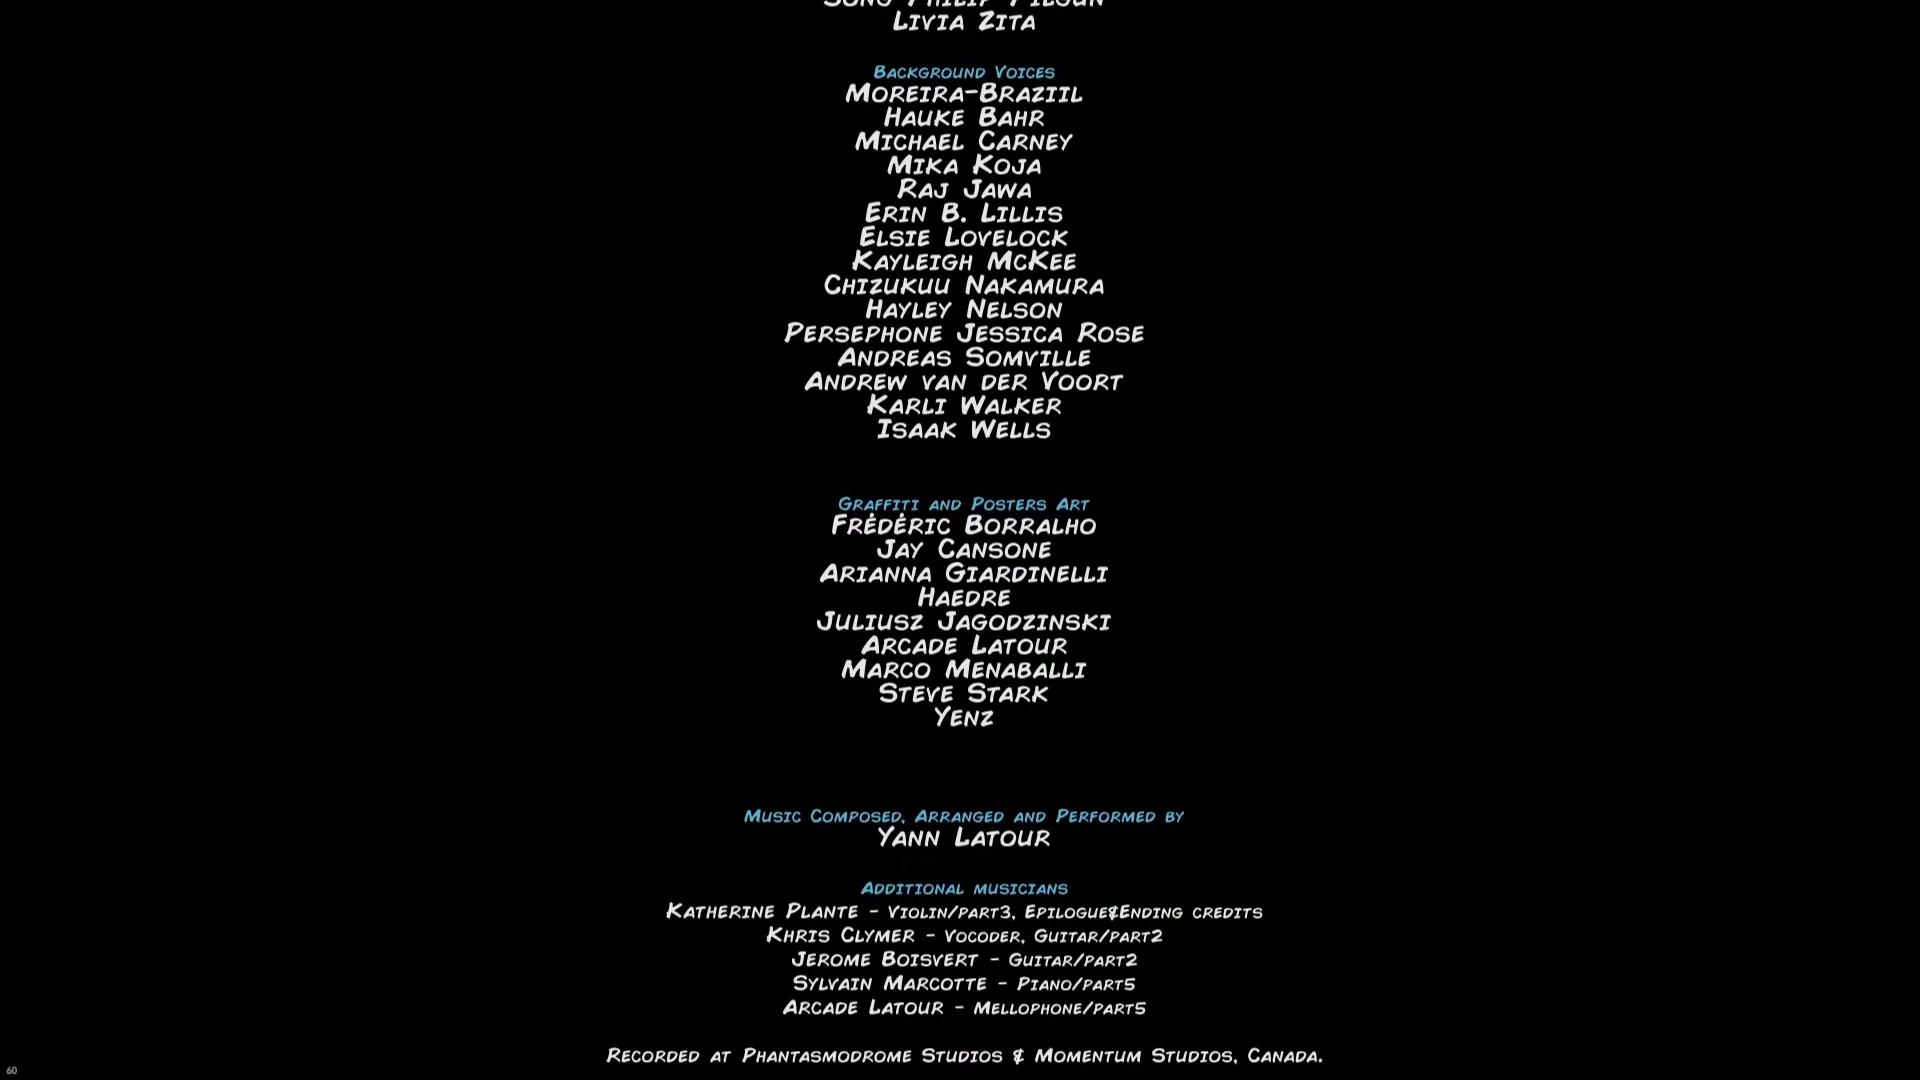 Livia Zita
Background Voices
Moreira-Braziil
Hauke Bahr
Michael Carney
Mika Koja
Raj Jawa
Erin B. Lillis
Elsie Lovelock
Kayleigh McKee
Chizukuu Nakamura
Hayley Nelson
Persephone Jessica Rose
Andreas Somville
Andrew van der Voort
Karli Walker
Isaak Wells
Graffiti and Posters Art
Frédéric Borralho
Jay Cansone
Arianna Giardinelli
Haedre
Juliusz Jagodzinski
Arcade Latour
Marco Menaballi
Steve Stark
Yenz
Music Composed, Arranged and Performed by
Yann Latour
Additional musicians
Katherine Plante - Violin/part3, Epilogue&Ending credits
Khris Clymer - Vocoder, Guitar/part2
Jerome Boisvert - Guitar/part2
Sylvain Marcotte - Piano/part5
Arcade Latour - Mellophone/part5
Recorded at Phantasmodrome Studios & Momentum Studios, Canada.
60